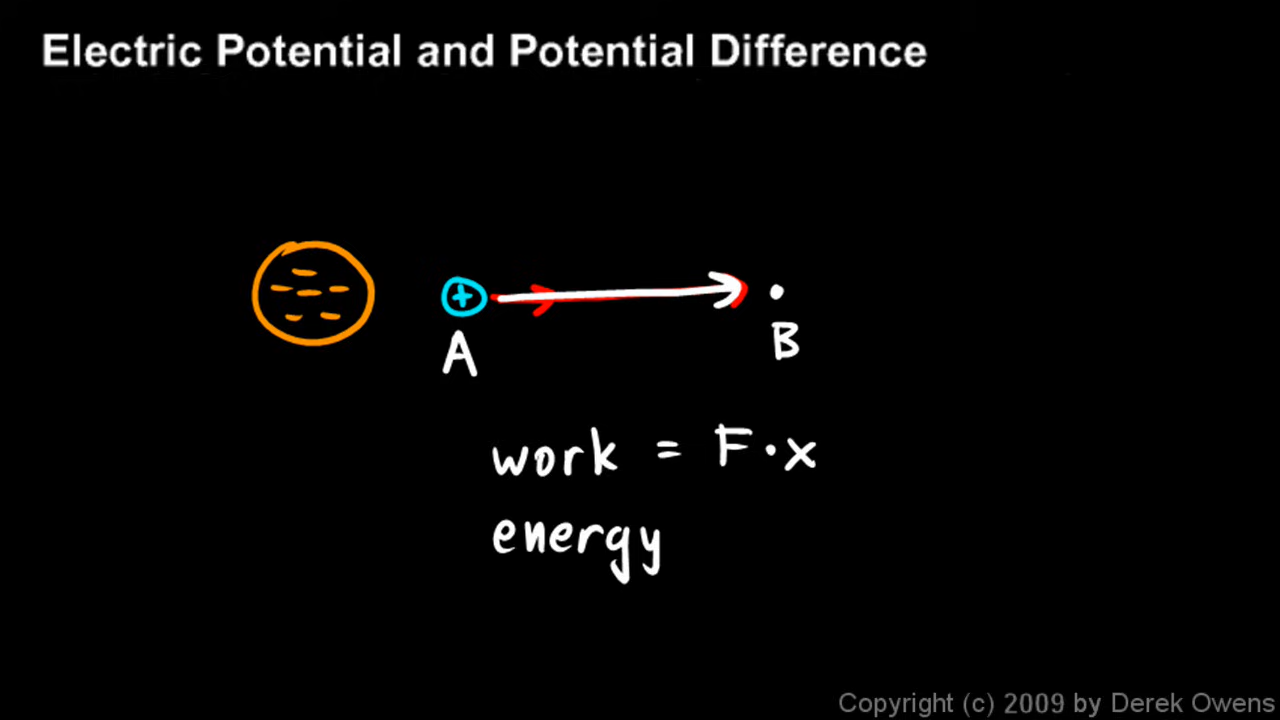 Electric Potential and Potential Difference
+
A
B
work = F·x
energy
Copyright (c) 2009 by Derek Owens